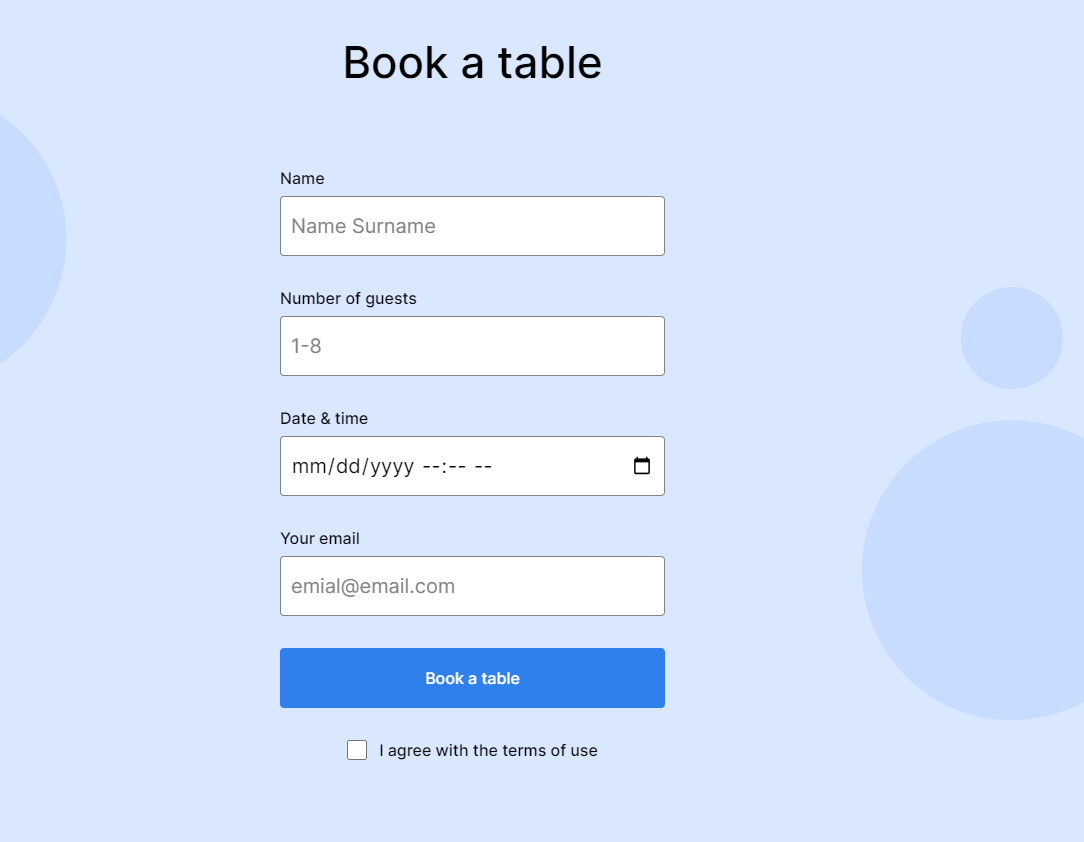 Book a table
Name
Name Surname
Number of guests
1-8
Date & time
mm/dd/yyyy --:-- --
Your email
emial@email.com
Book a table
I agree with the terms of use